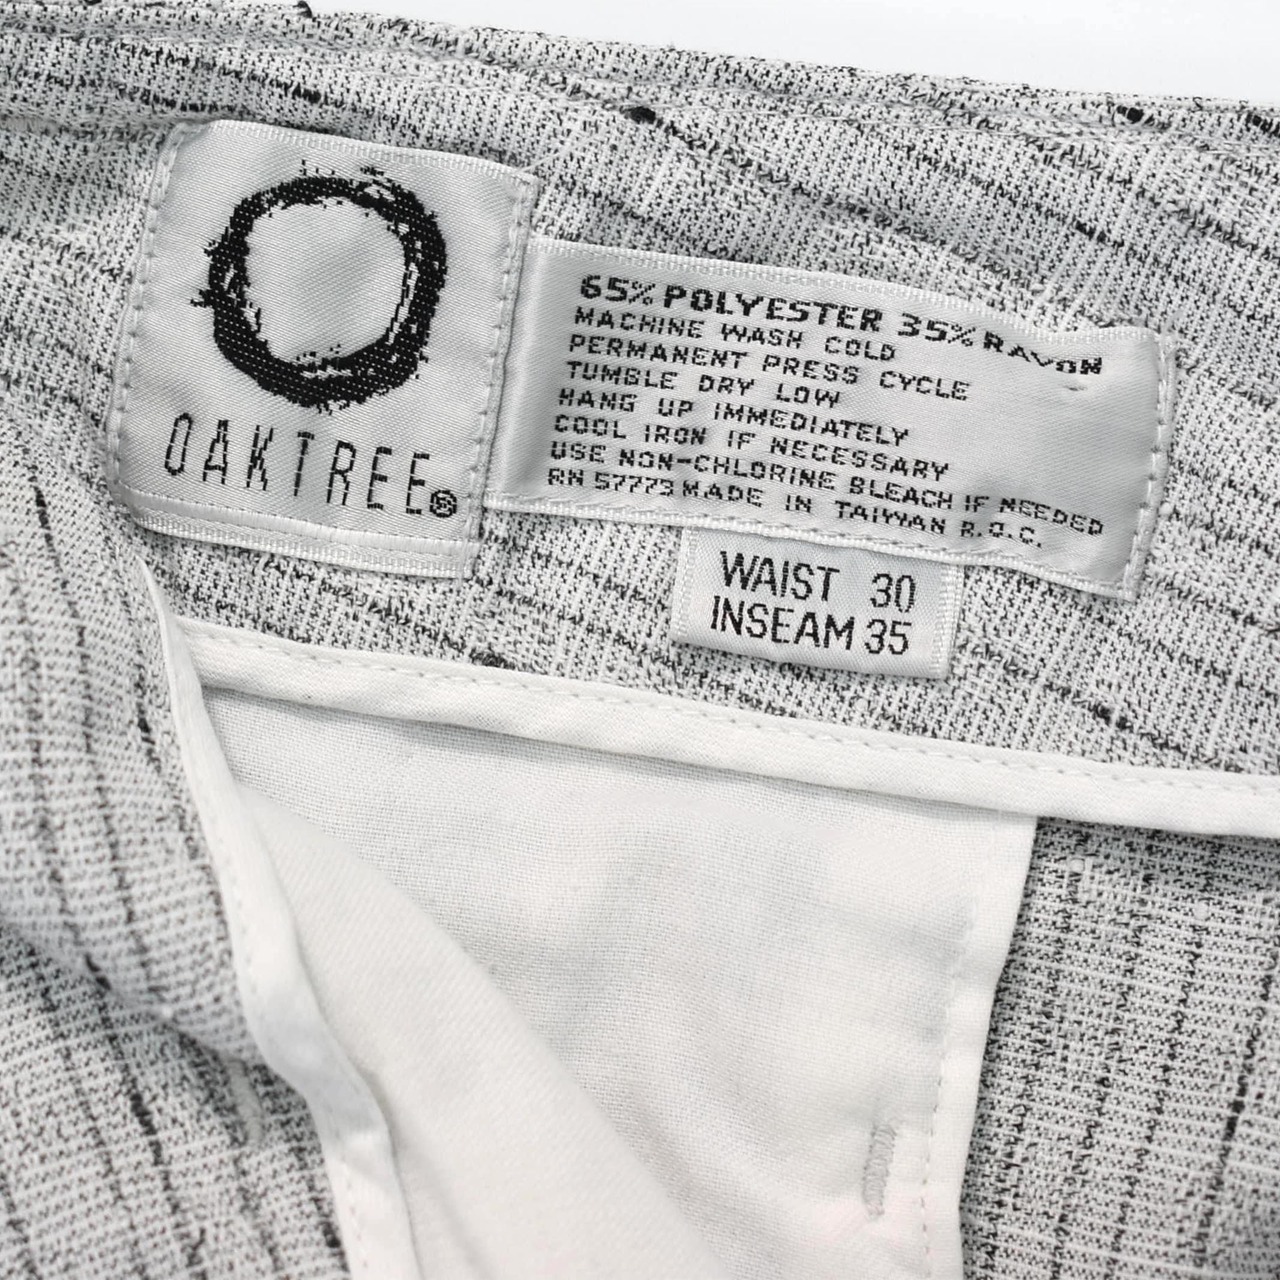 OAKTREE®
65% POLYESTER 35% RAYON
MACHINE WASH COLD
PERMANENT PRESS CYCLE
TUMBLE DRY LOW
HANG UP IMMEDIATELY
COOL IRON IF NECESSARY
USE NON-CHLORINE BLEACH IF NEEDED
RN 57773 MADE IN TAIWAN R.O.C.
WAIST 30
INSEAM 35